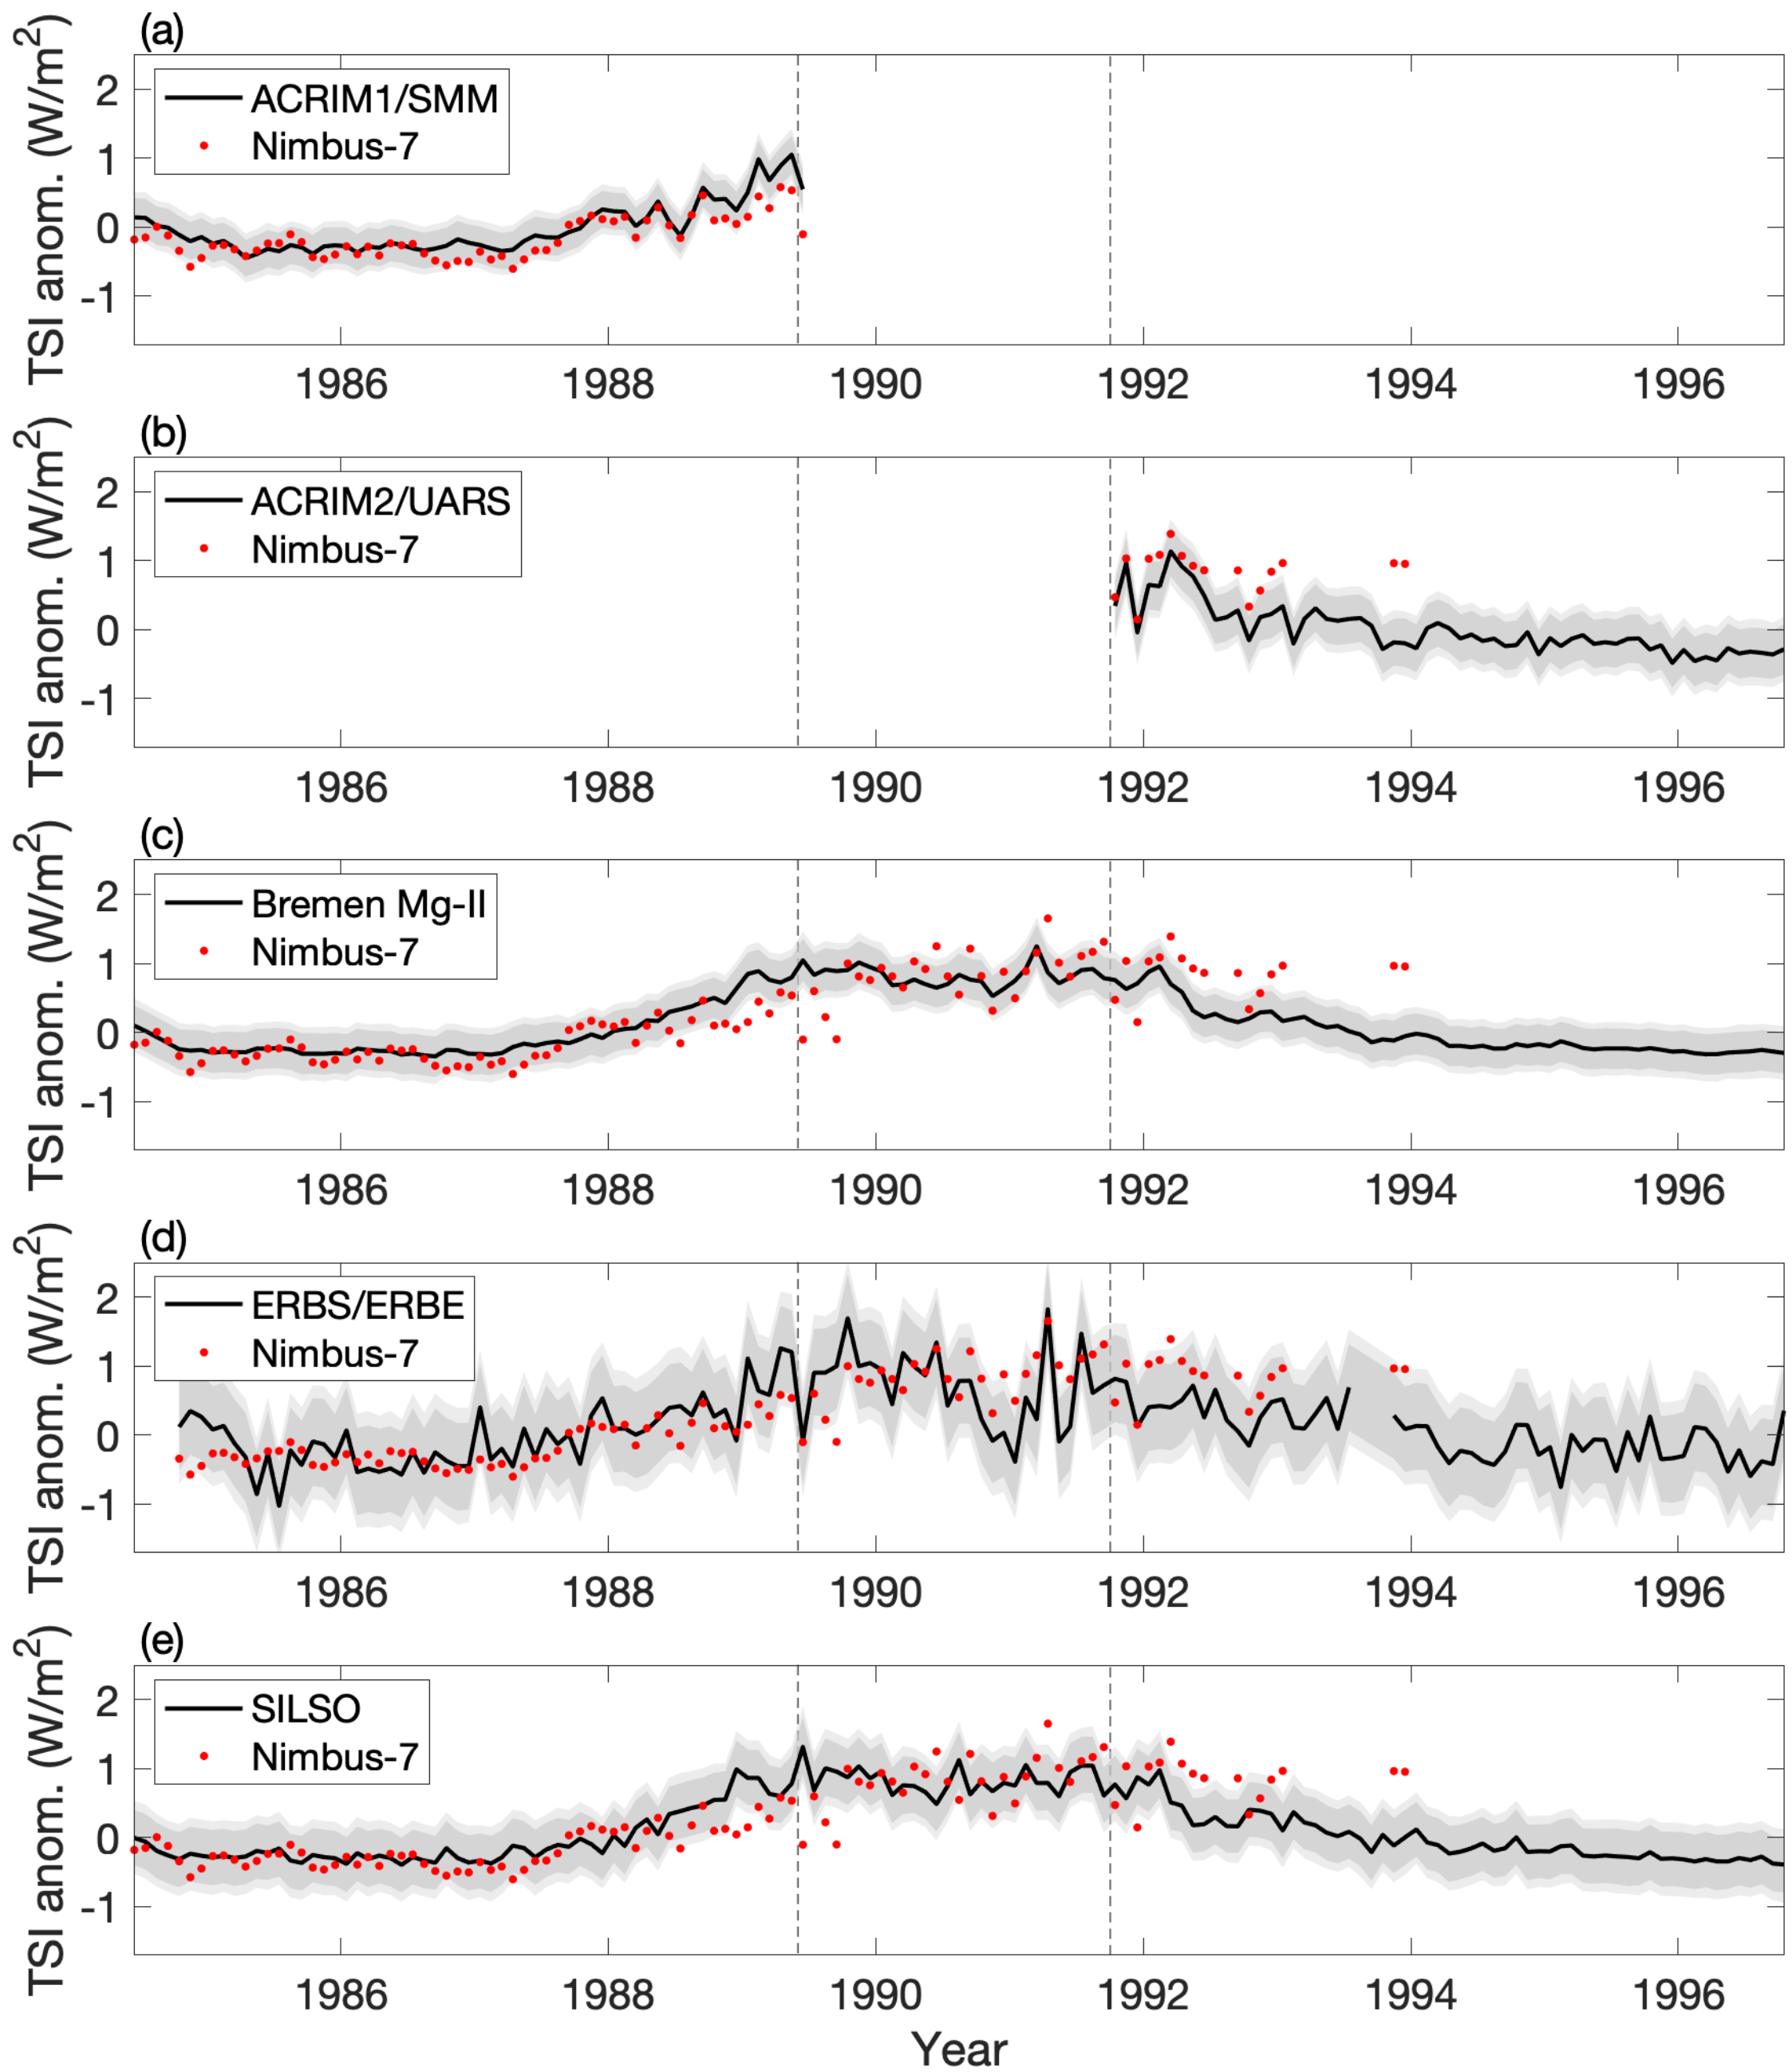 (a)
TSI anom. (W/m²)
2
1
0
-1
ACRIM1/SMM
Nimbus-7
1986 1988 1990 1992 1994 1996
(b)
TSI anom. (W/m²)
2
1
0
-1
ACRIM2/UARS
Nimbus-7
1986 1988 1990 1992 1994 1996
(c)
TSI anom. (W/m²)
2
1
0
-1
Bremen Mg-II
Nimbus-7
1986 1988 1990 1992 1994 1996
(d)
TSI anom. (W/m²)
2
1
0
-1
ERBS/ERBE
Nimbus-7
1986 1988 1990 1992 1994 1996
(e)
TSI anom. (W/m²)
2
1
0
-1
SILSO
Nimbus-7
1986 1988 1990 1992 1994 1996
Year